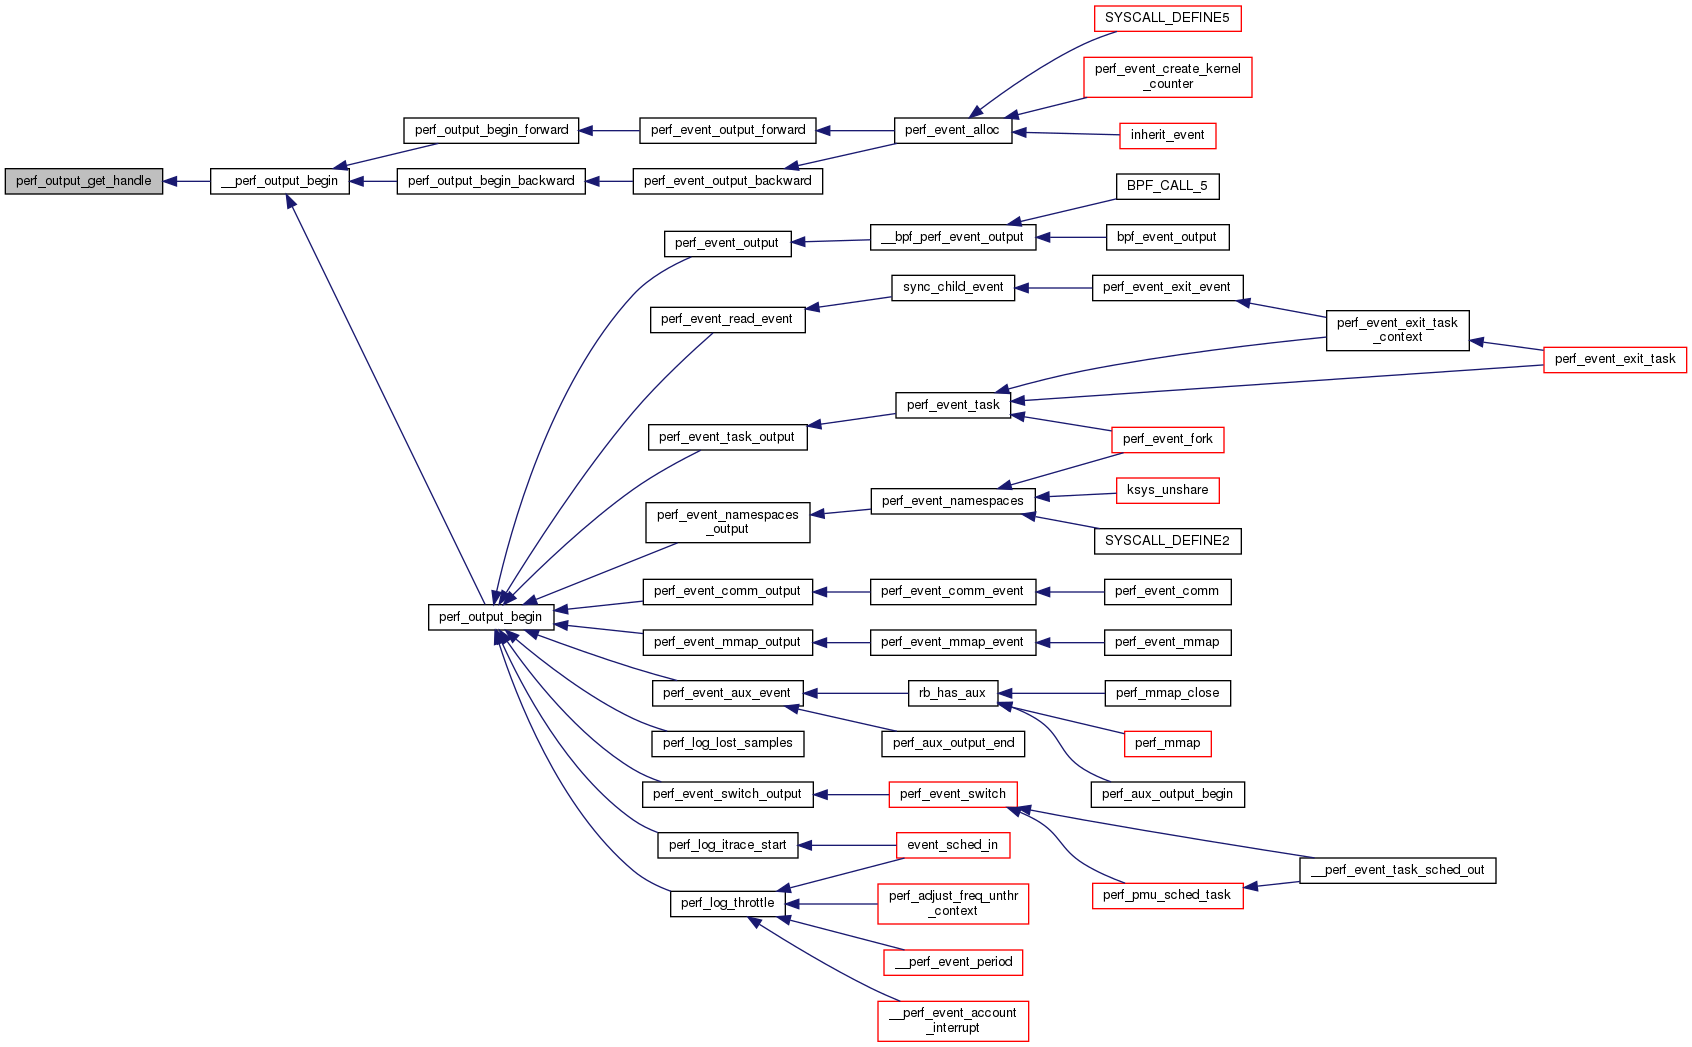 SYSCALL_DEFINE5
perf_event_create_kernel
_counter
perf_output_begin_forward
perf_event_output_forward
perf_event_alloc
inherit_event
perf_output_get_handle
__perf_output_begin
perf_output_begin_backward
perf_event_output_backward
BPF_CALL_5
perf_event_output
__bpf_perf_event_output
bpf_event_output
sync_child_event
perf_event_exit_event
perf_event_read_event
perf_event_exit_task
_context
perf_event_exit_task
perf_event_task
perf_event_task_output
perf_event_fork
perf_event_namespaces
_output
perf_event_namespaces
ksys_unshare
SYSCALL_DEFINE2
perf_output_begin
perf_event_comm_output
perf_event_comm_event
perf_event_comm
perf_event_mmap_output
perf_event_mmap_event
perf_event_mmap
perf_event_aux_event
rb_has_aux
perf_mmap_close
perf_log_lost_samples
perf_aux_output_end
perf_mmap
perf_event_switch_output
perf_event_switch
perf_aux_output_begin
perf_log_itrace_start
event_sched_in
__perf_event_task_sched_out
perf_log_throttle
perf_adjust_freq_unthr
_context
perf_pmu_sched_task
__perf_event_period
__perf_event_account
_interrupt